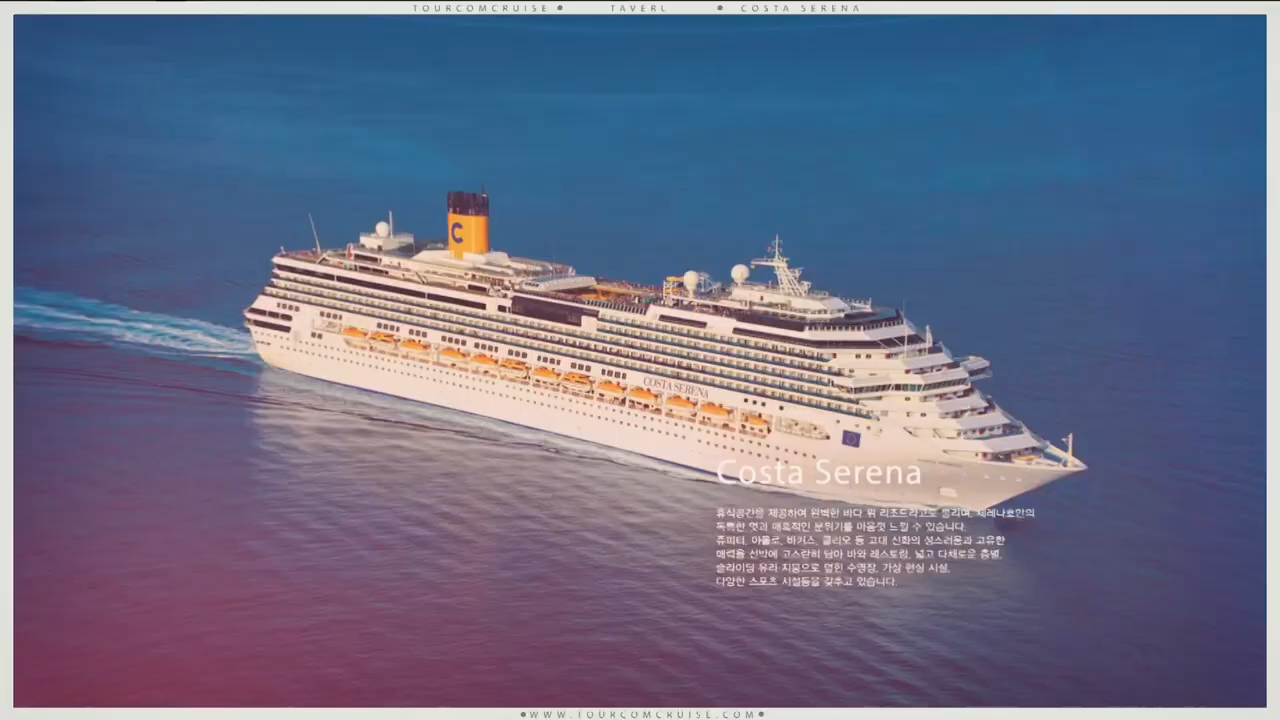 TOURCOMCRUISE ● TAVERL ● COSTA SERENA
C
COSTA SERENA
Costa Serena
휴식공간을 제공하여 완벽한 바다 위 리조트라고도 불리며, 세레나호만의
독특한 멋과 매혹적인 분위기를 마음껏 느낄 수 있습니다.
쥬피터, 아폴로, 바커스, 클리오 등 고대 신화의 성스러움과 고유한
매력을 선박에 고스란히 담아 바와 레스토랑, 넓고 다채로운 층별,
슬라이딩 유리 지붕으로 덮힌 수영장, 가상 현실 시설,
다양한 스포츠 시설등을 갖추고 있습니다.
●WWW.TOURCOMCRUISE.COM●